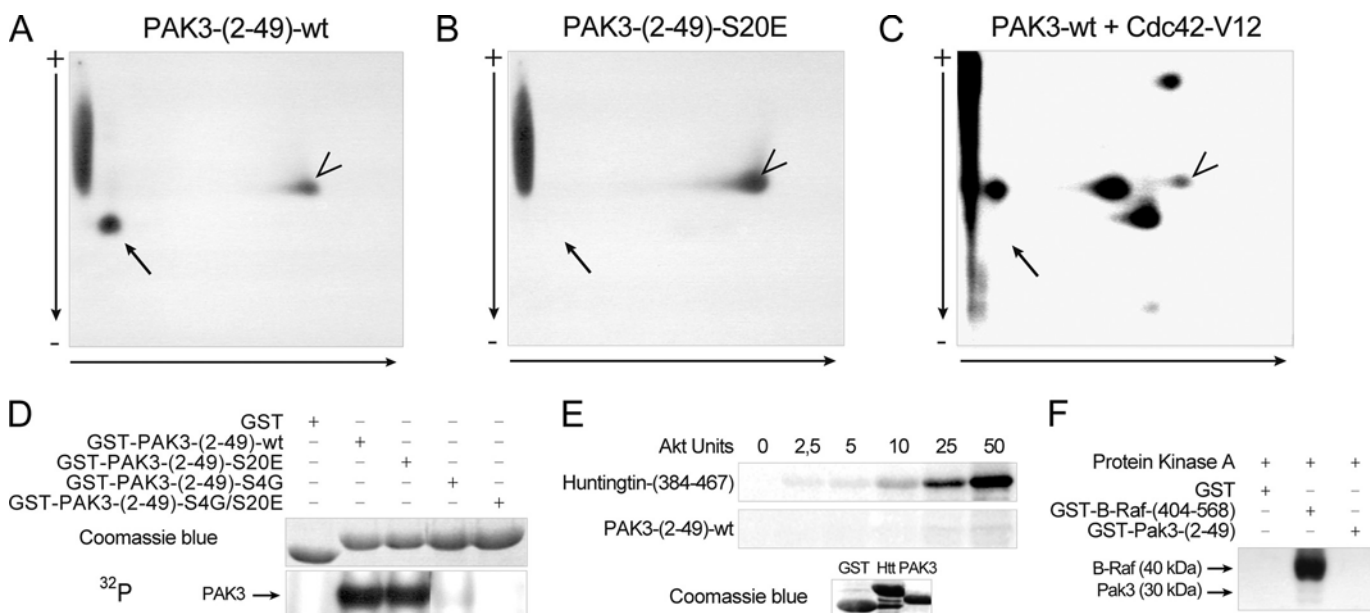 A PAK3-(2-49)-wt
B PAK3-(2-49)-S20E
C PAK3-wt + Cdc42-V12
+
-
+
-
+
-
D
GST + – – – –
GST-PAK3-(2-49)-wt – + – – –
GST-PAK3-(2-49)-S20E – – + – –
GST-PAK3-(2-49)-S4G – – – + –
GST-PAK3-(2-49)-S4G/S20E – – – – +
Coomassie blue
32P PAK3
E
Akt Units 0 2,5 5 10 25 50
Huntingtin-(384-467)
PAK3-(2-49)-wt
GST Htt PAK3
Coomassie blue
F
Protein Kinase A + + +
GST + – –
GST-B-Raf-(404-568) – + –
GST-Pak3-(2-49) – – +
B-Raf (40 kDa)
Pak3 (30 kDa)